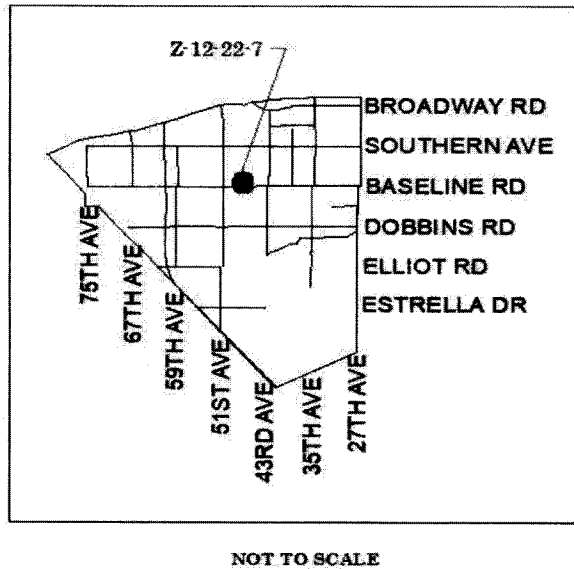 Z-12-22-7
BROADWAY RD
SOUTHERN AVE
BASELINE RD
DOBBINS RD
ELLIOT RD
ESTRELLA DR
75TH AVE
67TH AVE
59TH AVE
51ST AVE
43RD AVE
35TH AVE
27TH AVE
NOT TO SCALE